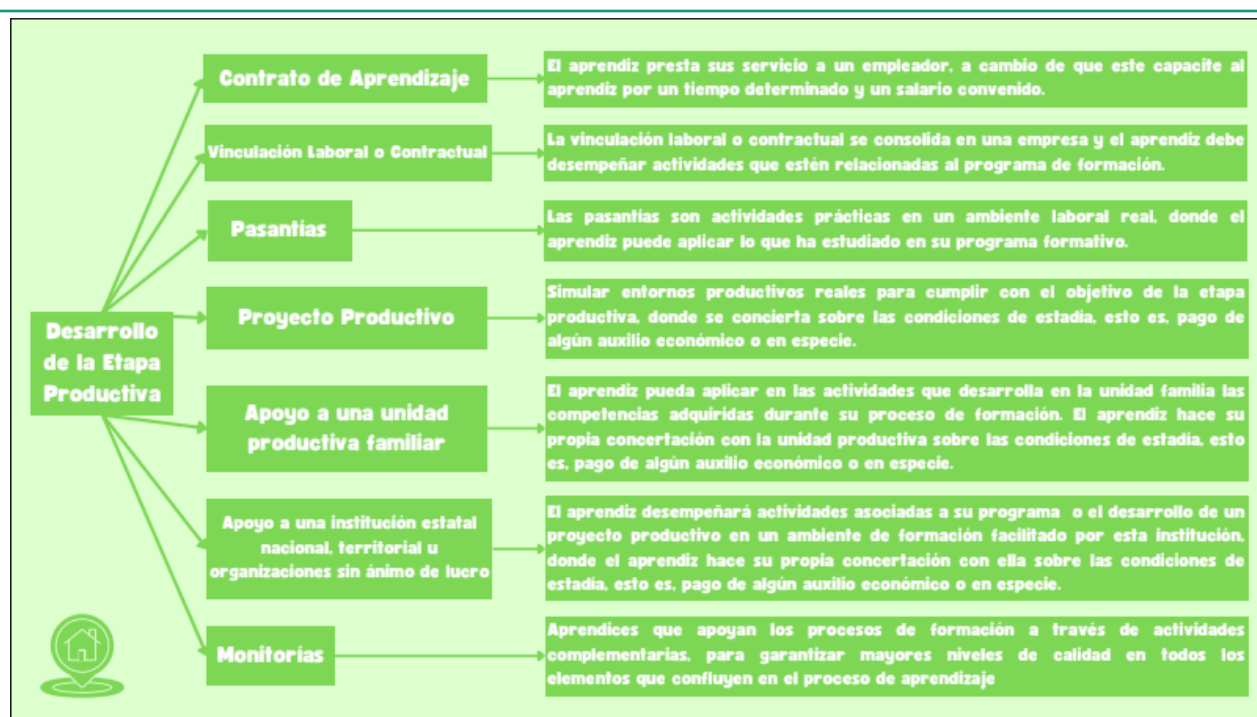 Desarrollo
de la Etapa
Productiva
Contrato de Aprendizaje
El aprendiz presta sus servicio a un empleador, a cambio de que este capacite al
aprendiz por un tiempo determinado y un salario convenido.
Vinculación Laboral o Contractual
La vinculación laboral o contractual se consolida en una empresa y el aprendiz debe
desempeñar actividades que estén relacionadas al programa de formación.
Pasantías
Las pasantías son actividades prácticas en un ambiente laboral real, donde el
aprendiz puede aplicar lo que ha estudiado en su programa formativo.
Proyecto Productivo
Simular entornos productivos reales para cumplir con el objetivo de la etapa
productiva, donde se concierta sobre las condiciones de estadía, esto es, pago de
algún auxilio económico o en especie.
Apoyo a una unidad
productiva familiar
El aprendiz pueda aplicar en las actividades que desarrolla en la unidad familia las
competencias adquiridas durante su proceso de formación. El aprendiz hace su
propia concertación con la unidad productiva sobre las condiciones de estadía, esto
es, pago de algún auxilio económico o en especie.
Apoyo a una institución estatal
nacional, territorial u
organizaciones sin ánimo de lucro
El aprendiz desempeñará actividades asociadas a su programa o el desarrollo de un
proyecto productivo en un ambiente de formación facilitado por esta institución,
donde el aprendiz hace su propia concertación con ella sobre las condiciones de
estadía, esto es, pago de algún auxilio económico o en especie.
Monitorías
Aprendices que apoyan los procesos de formación a través de actividades
complementarias, para garantizar mayores niveles de calidad en todos los
elementos que confluyen en el proceso de aprendizaje